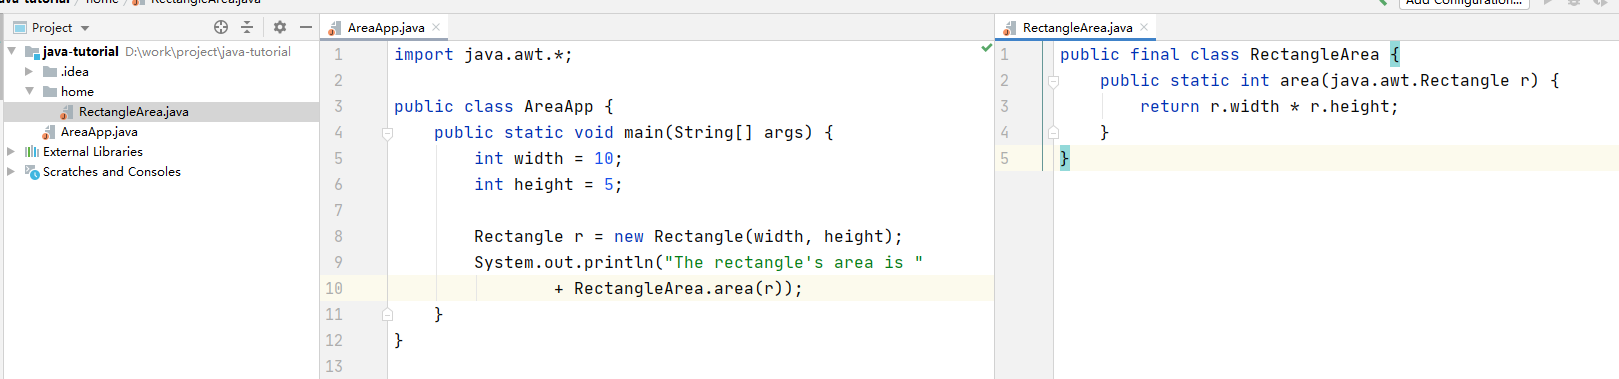 java-tutorial / home / RectangleArea.java
Add Configuration...
Project
java-tutorial D:\work\project\java-tutorial
.idea
home
RectangleArea.java
AreaApp.java
External Libraries
Scratches and Consoles
AreaApp.java
1 import java.awt.*;
2
3 public class AreaApp {
4 public static void main(String[] args) {
5 int width = 10;
6 int height = 5;
7
8 Rectangle r = new Rectangle(width, height);
9 System.out.println("The rectangle's area is "
10 + RectangleArea.area(r));
11 }
12 }
13
RectangleArea.java
1 public final class RectangleArea {
2 public static int area(java.awt.Rectangle r) {
3 return r.width * r.height;
4 }
5 }